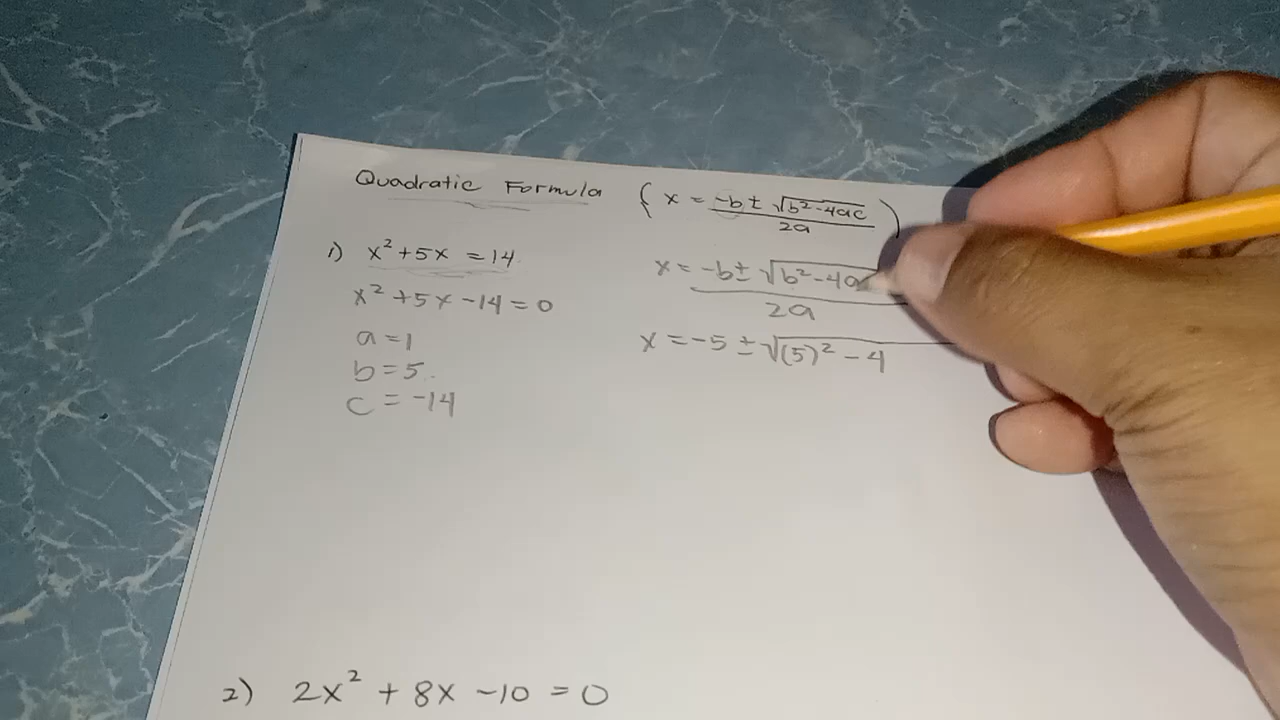 Quadratic Formula ( x = -b ± √b² - 4ac / 2a )
1) x² + 5x = 14
x² + 5x - 14 = 0
a = 1
b = 5
c = -14
x = -b ± √b² - 4a / 2a
x = -5 ± √(5)² - 4
2) 2x² + 8x - 10 = 0